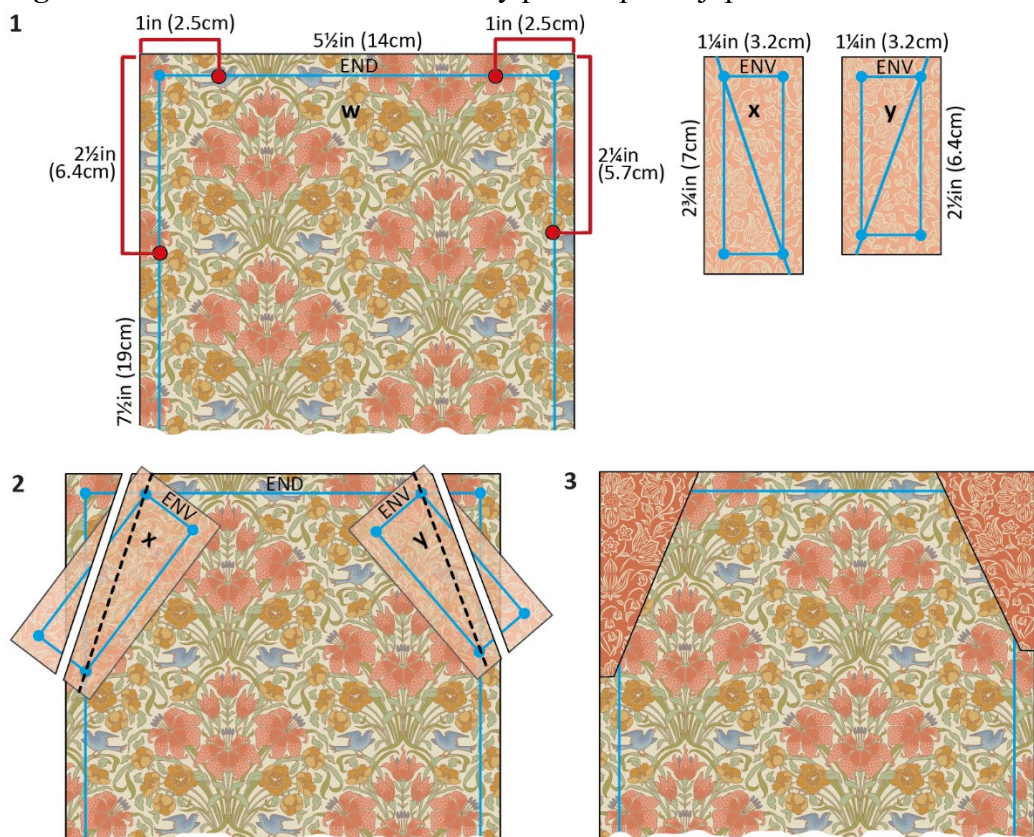 1
1in (2.5cm)
5½in (14cm)
1in (2.5cm)
END
w
2½in
(6.4cm)
2¼in
(5.7cm)
7½in (19cm)
1¼in (3.2cm)
ENV
x
2¾in (7cm)
1¼in (3.2cm)
ENV
y
2½in (6.4cm)
2
END
ENV
x
ENV
y
3